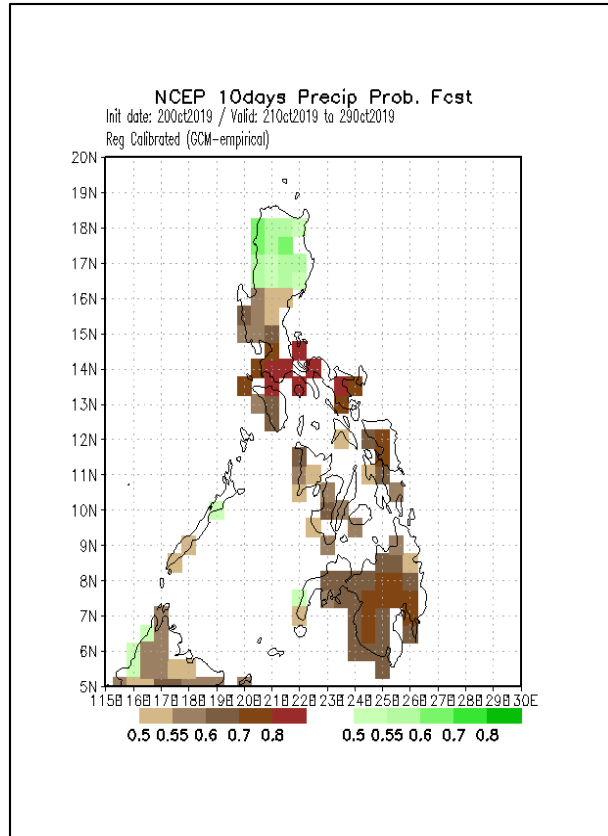 NCEP 10days Precip Prob. Fcst
Init date: 20Oct2019 / Valid: 21Oct2019 to 29Oct2019
Reg Calibrated (GCM-empirical)
20N
19N
18N
17N
16N
15N
14N
13N
12N
11N
10N
9N
8N
7N
6N
5N
115E 116E 117E 118E 119E 120E 121E 122E 123E 124E 125E 126E 127E 128E 129E 130E
0.5 0.55 0.6 0.7 0.8 0.5 0.55 0.6 0.7 0.8